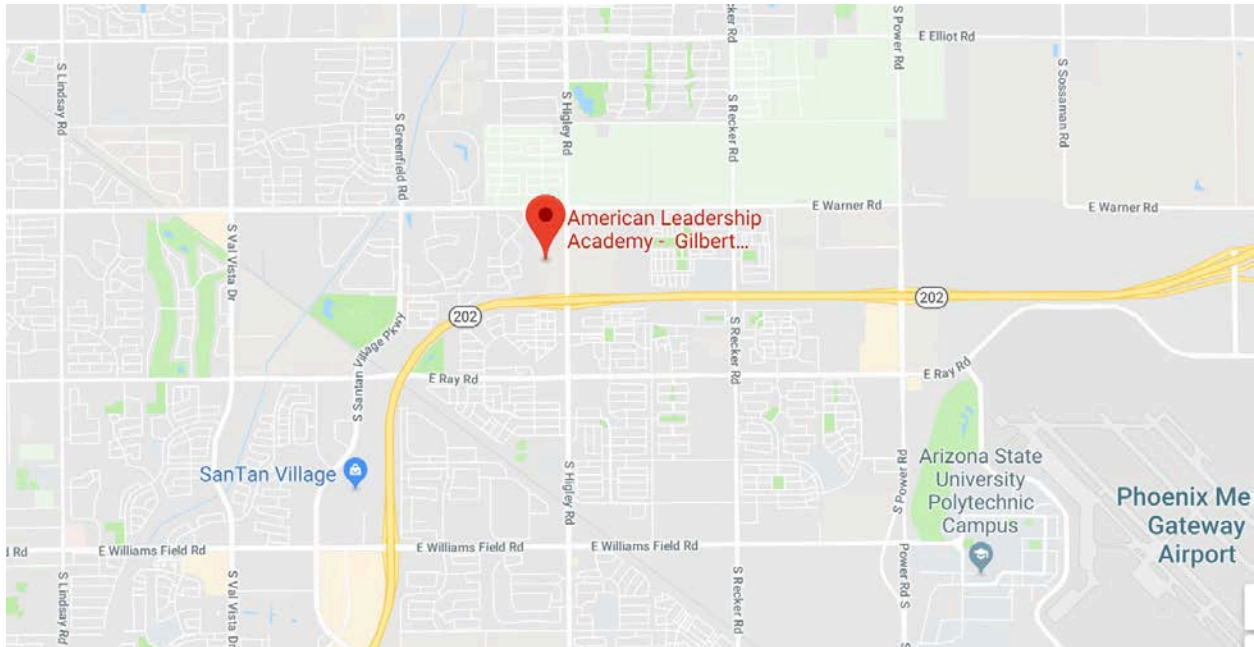 E Elliot Rd
S Lindsay Rd
S Greenfield Rd
S Higley Rd
S Recker Rd
S Power Rd
S Sossaman Rd
E Warner Rd
E Warner Rd
American Leadership
Academy - Gilbert...
S Val Vista Dr
202
202
S Santan Village Pkwy
S Recker Rd
E Ray Rd
E Ray Rd
SanTan Village
S Higley Rd
S Power Rd
Arizona State
University
Polytechnic
Campus
Phoenix Me
Gateway
Airport
d Rd
E Williams Field Rd
E Williams Field Rd
E Williams Field Rd
S Lindsay Rd
S Val Vista Dr
S Recker Rd
Power Rd S